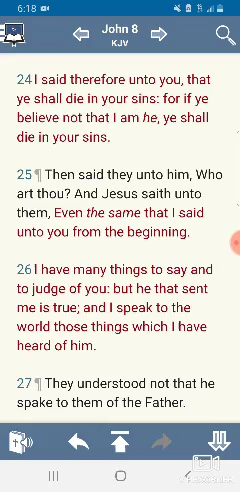 6:18
John 8
KJV
24 I said therefore unto you, that
ye shall die in your sins: for if ye
believe not that I am he, ye shall
die in your sins.
25 ¶ Then said they unto him, Who
art thou? And Jesus saith unto
them, Even the same that I said
unto you from the beginning.
26 I have many things to say and
to judge of you: but he that sent
me is true; and I speak to the
world those things which I have
heard of him.
27 ¶ They understood not that he
spake to them of the Father.